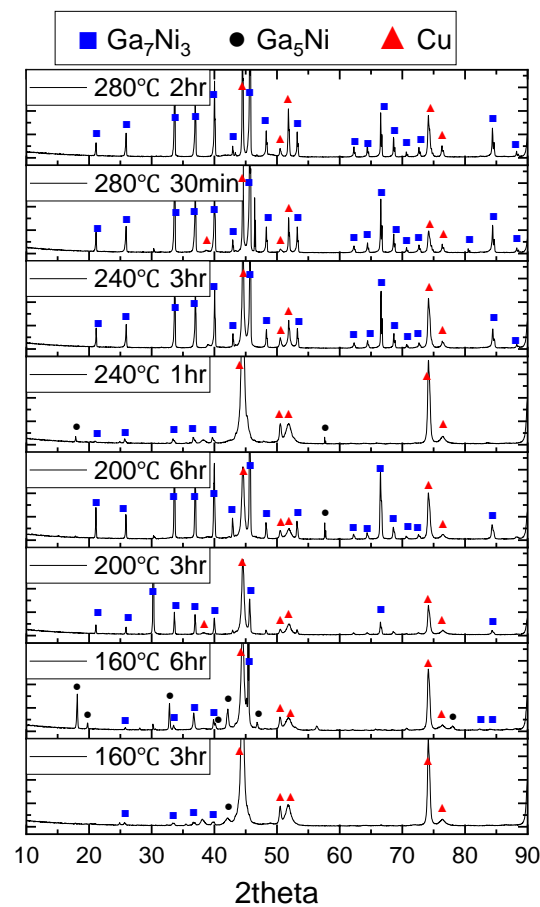 Ga₇Ni₃ Ga₅Ni Cu
280℃ 2hr
280℃ 30min
240℃ 3hr
240℃ 1hr
200℃ 6hr
200℃ 3hr
160℃ 6hr
160℃ 3hr
10 20 30 40 50 60 70 80 90
2theta